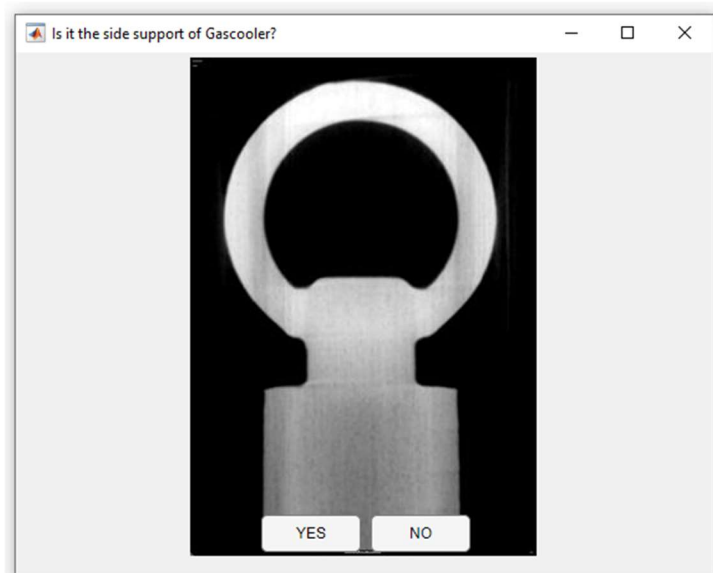 Is it the side support of Gascooler?
YES
NO